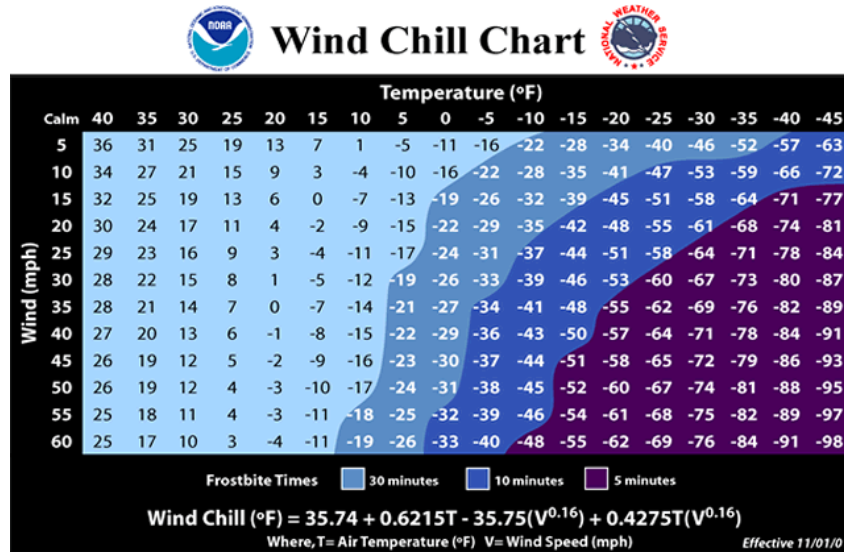 NOAA
Wind Chill Chart
NATIONAL WEATHER SERVICE
Temperature (ºF)
Calm 40 35 30 25 20 15 10 5 0 -5 -10 -15 -20 -25 -30 -35 -40 -45
5 36 31 25 19 13 7 1 -5 -11 -16 -22 -28 -34 -40 -46 -52 -57 -63
10 34 27 21 15 9 3 -4 -10 -16 -22 -28 -35 -41 -47 -53 -59 -66 -72
15 32 25 19 13 6 0 -7 -13 -19 -26 -32 -39 -45 -51 -58 -64 -71 -77
20 30 24 17 11 4 -2 -9 -15 -22 -29 -35 -42 -48 -55 -61 -68 -74 -81
25 29 23 16 9 3 -4 -11 -17 -24 -31 -37 -44 -51 -58 -64 -71 -78 -84
30 28 22 15 8 1 -5 -12 -19 -26 -33 -39 -46 -53 -60 -67 -73 -80 -87
35 28 21 14 7 0 -7 -14 -21 -27 -34 -41 -48 -55 -62 -69 -76 -82 -89
40 27 20 13 6 -1 -8 -15 -22 -29 -36 -43 -50 -57 -64 -71 -78 -84 -91
45 26 19 12 5 -2 -9 -16 -23 -30 -37 -44 -51 -58 -65 -72 -79 -86 -93
50 26 19 12 4 -3 -10 -17 -24 -31 -38 -45 -52 -60 -67 -74 -81 -88 -95
55 25 18 11 4 -3 -11 -18 -25 -32 -39 -46 -54 -61 -68 -75 -82 -89 -97
60 25 17 10 3 -4 -11 -19 -26 -33 -40 -48 -55 -62 -69 -76 -84 -91 -98
Wind (mph)
Frostbite Times 30 minutes 10 minutes 5 minutes
Wind Chill (ºF) = 35.74 + 0.6215T - 35.75(V^0.16) + 0.4275T(V^0.16)
Where, T= Air Temperature (ºF) V= Wind Speed (mph)
Effective 11/01/0